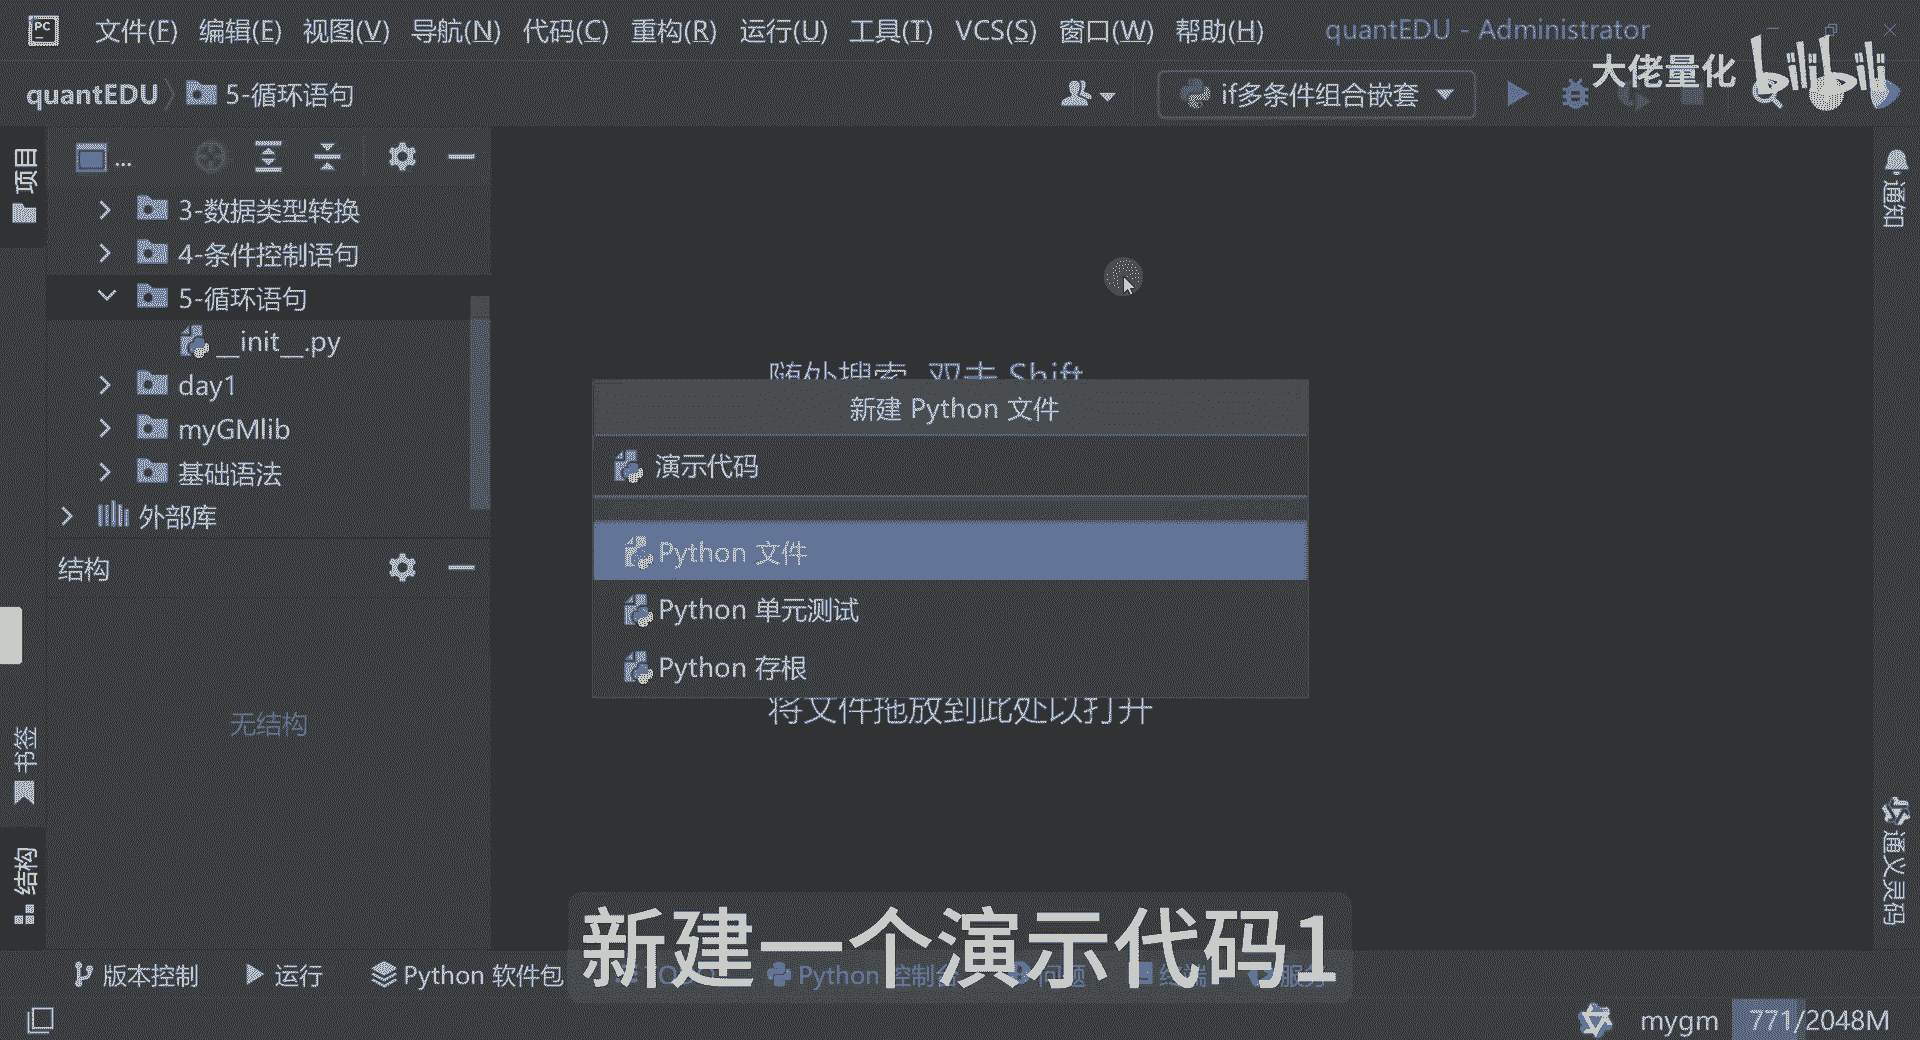 PC 文件(F) 编辑(E) 视图(V) 导航(N) 代码(C) 重构(R) 运行(U) 工具(T) VCS(S) 窗口(W) 帮助(H) quantEDU - Administrator
大佬量化 bilibili
quantEDU 5-循环语句 if多条件组合嵌套
项目
...
3-数据类型转换
4-条件控制语句
5-循环语句
__init__.py
day1
myGMlib
基础语法
外部库
结构
无结构
书签
结构
随处搜索 双击 Shift
新建 Python 文件
演示代码
Python 文件
Python 单元测试
Python 存根
将文件拖放到此处以打开
通知
通义灵码
新建一个演示代码1
版本控制 运行 Python 软件包 TODO Python 控制台 问题 终端 服务
mygm 771/2048M